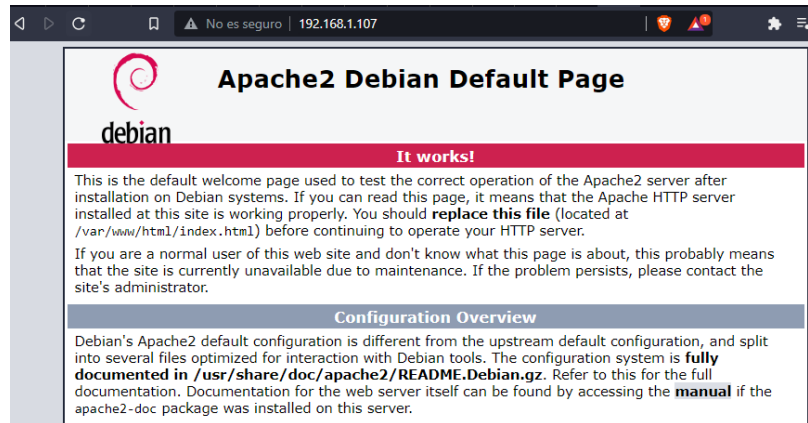 No es seguro | 192.168.1.107
1
Apache2 Debian Default Page
debian
It works!
This is the default welcome page used to test the correct operation of the Apache2 server after
installation on Debian systems. If you can read this page, it means that the Apache HTTP server
installed at this site is working properly. You should replace this file (located at
/var/www/html/index.html) before continuing to operate your HTTP server.
If you are a normal user of this web site and don't know what this page is about, this probably means
that the site is currently unavailable due to maintenance. If the problem persists, please contact the
site's administrator.
Configuration Overview
Debian's Apache2 default configuration is different from the upstream default configuration, and split
into several files optimized for interaction with Debian tools. The configuration system is fully
documented in /usr/share/doc/apache2/README.Debian.gz. Refer to this for the full
documentation. Documentation for the web server itself can be found by accessing the manual if the
apache2-doc package was installed on this server.